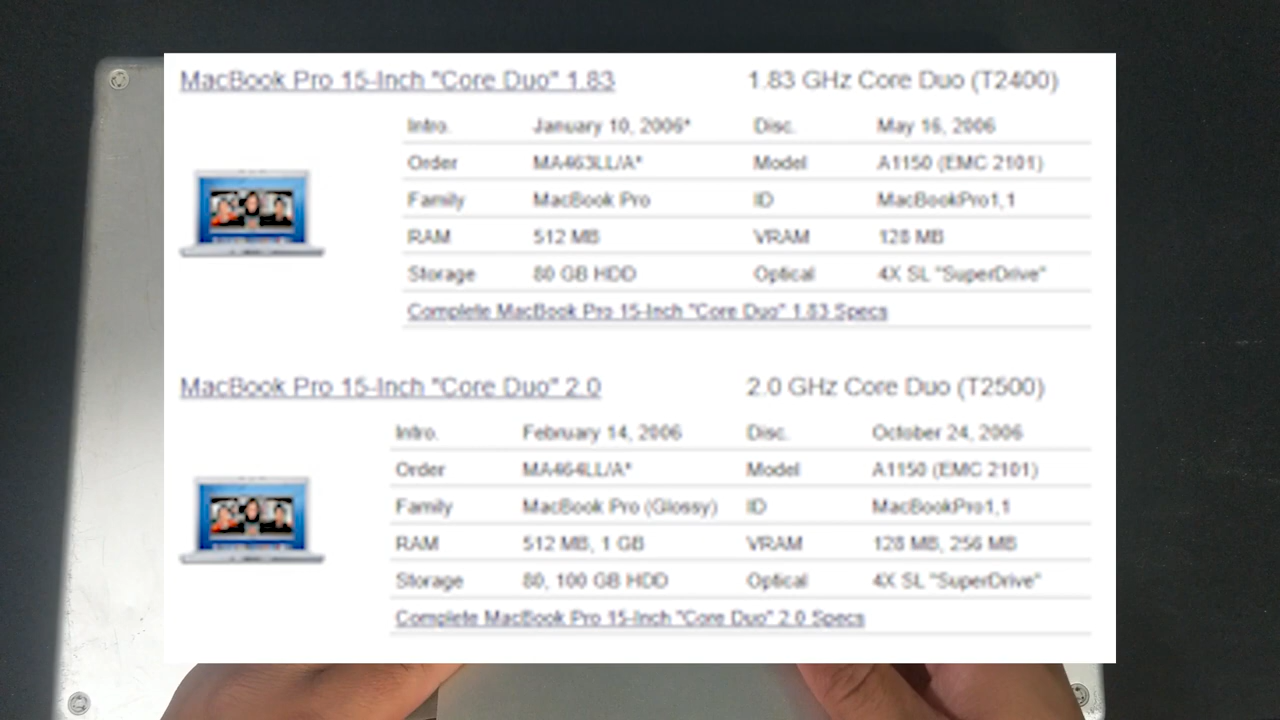 MacBook Pro 15-Inch "Core Duo" 1.83 1.83 GHz Core Duo (T2400)
Intro. January 10, 2006* Disc. May 16, 2006
Order MA463LL/A* Model A1150 (EMC 2101)
Family MacBook Pro ID MacBookPro1,1
RAM 512 MB VRAM 128 MB
Storage 80 GB HDD Optical 4X SL "SuperDrive"
Complete MacBook Pro 15-Inch "Core Duo" 1.83 Specs
MacBook Pro 15-Inch "Core Duo" 2.0 2.0 GHz Core Duo (T2500)
Intro. February 14, 2006 Disc. October 24, 2006
Order MA464LL/A* Model A1150 (EMC 2101)
Family MacBook Pro (Glossy) ID MacBookPro1,1
RAM 512 MB, 1 GB VRAM 128 MB, 256 MB
Storage 80, 100 GB HDD Optical 4X SL "SuperDrive"
Complete MacBook Pro 15-Inch "Core Duo" 2.0 Specs